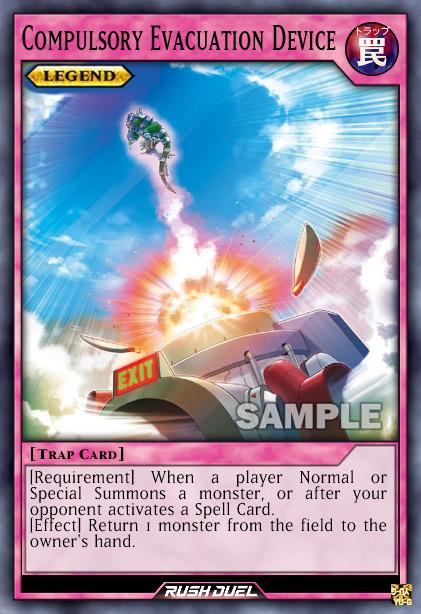 COMPULSORY EVACUATION DEVICE
トラップ
罠
LEGEND
EXIT
SAMPLE
[TRAP CARD]
[Requirement] When a player Normal or
Special Summons a monster, or after your
opponent activates a Spell Card.
[Effect] Return 1 monster from the field to the
owner's hand.
RUSH DUEL